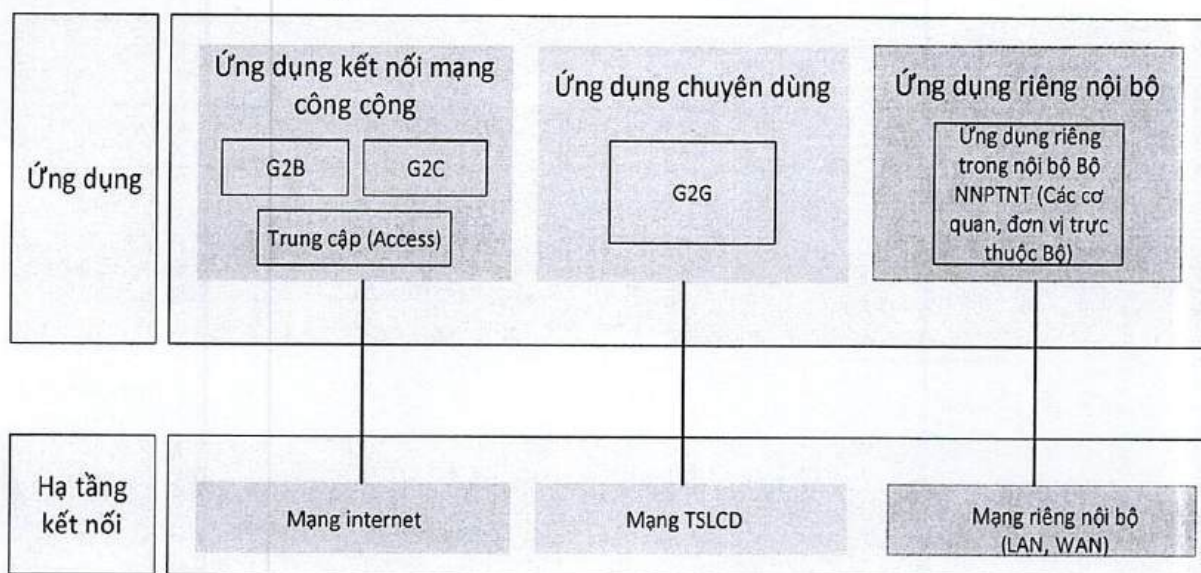 Ứng dụng
Ứng dụng kết nối mạng
công cộng
G2B
G2C
Trung cập (Access)
Ứng dụng chuyên dùng
G2G
Ứng dụng riêng nội bộ
Ứng dụng riêng
trong nội bộ Bộ
NNPTNT (Các cơ
quan, đơn vị trực
thuộc Bộ)
Hạ tầng
kết nối
Mạng internet
Mạng TSLCD
Mạng riêng nội bộ
(LAN, WAN)